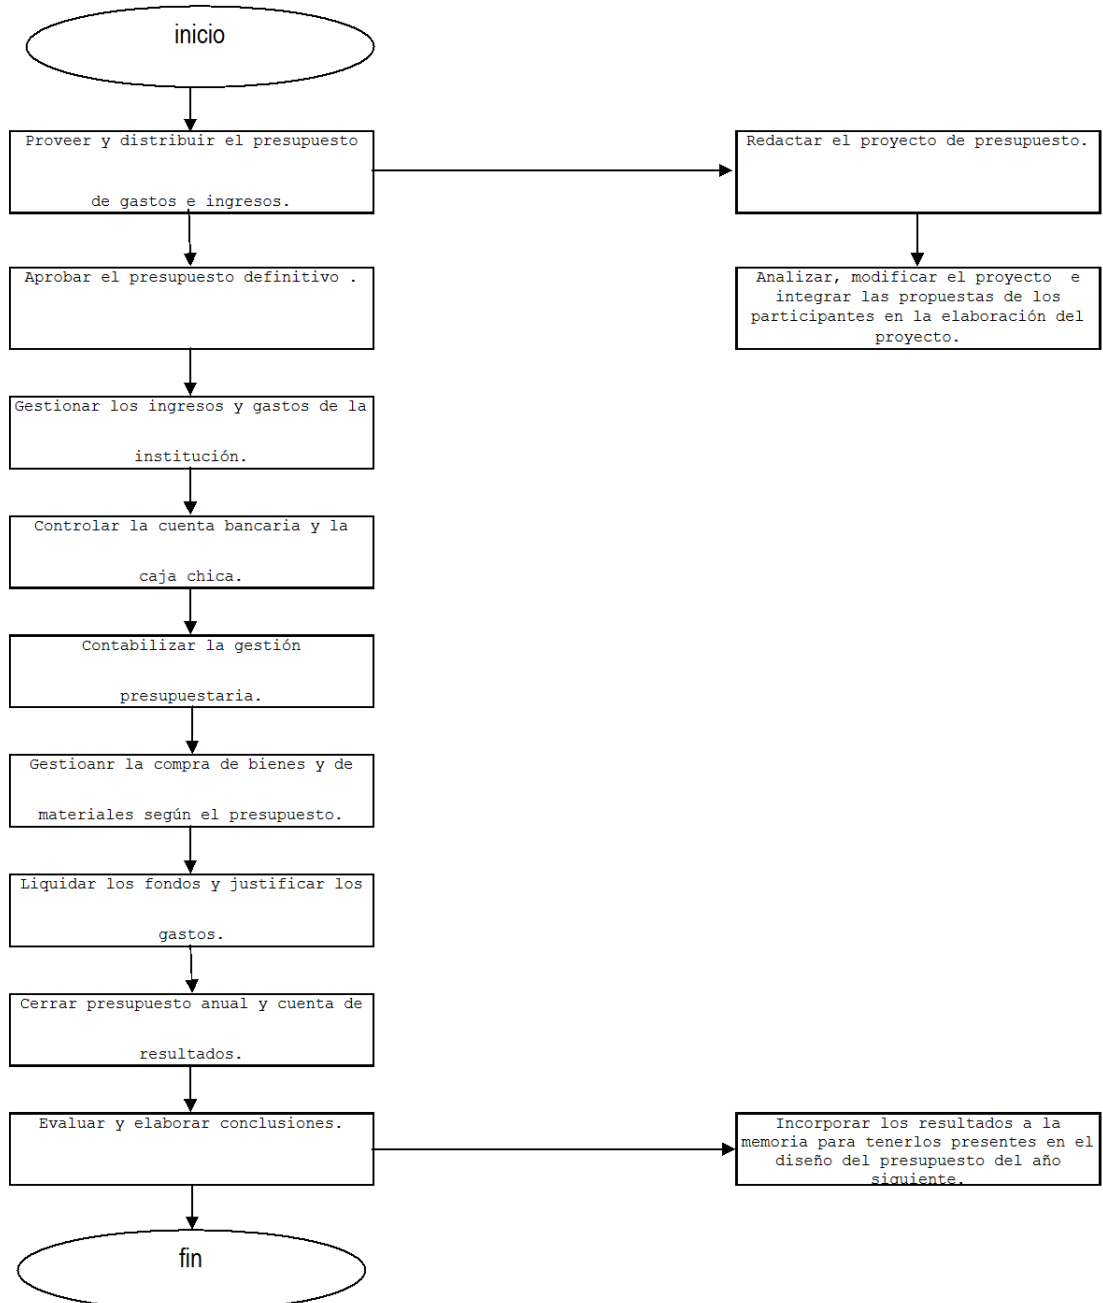 inicio
Proveer y distribuir el presupuesto
de gastos e ingresos.
Redactar el proyecto de presupuesto.
Aprobar el presupuesto definitivo .
Analizar, modificar el proyecto e
integrar las propuestas de los
participantes en la elaboración del
proyecto.
Gestionar los ingresos y gastos de la
institución.
Controlar la cuenta bancaria y la
caja chica.
Contabilizar la gestión
presupuestaria.
Gestioanr la compra de bienes y de
materiales según el presupuesto.
Liquidar los fondos y justificar los
gastos.
Cerrar presupuesto anual y cuenta de
resultados.
Evaluar y elaborar conclusiones.
Incorporar los resultados a la
memoria para tenerlos presentes en el
diseño del presupuesto del año
siguiente.
fin